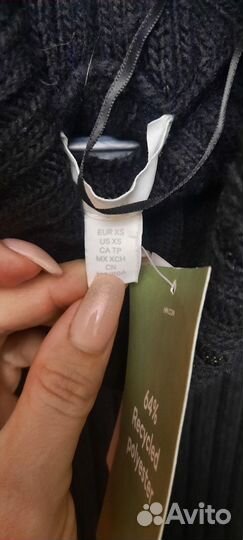 EUR XS
US XS
CA TP
MX XCH
CN
64%
Recycled
polyester
Avito